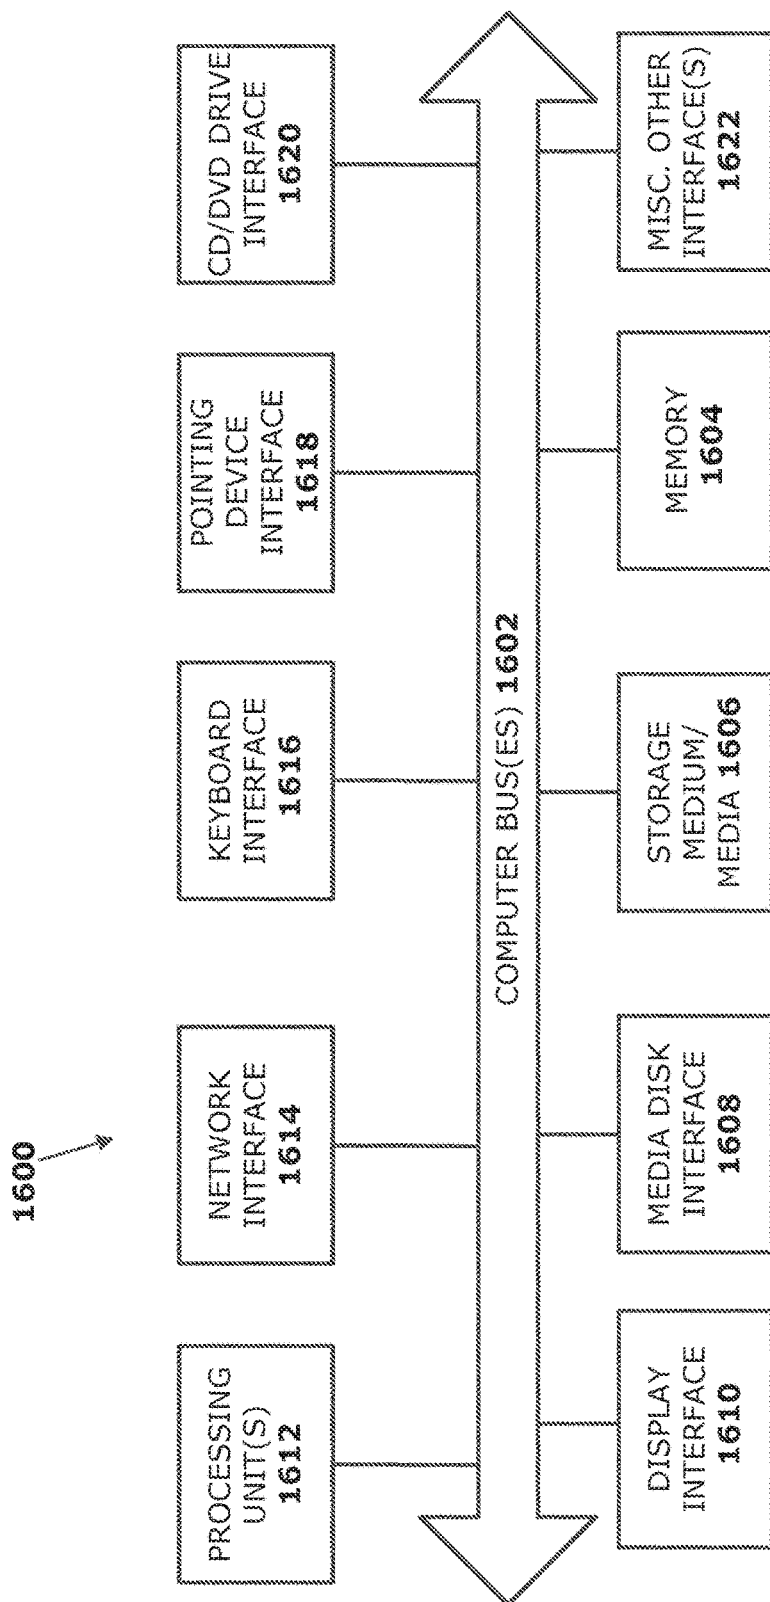 1600
PROCESSING
UNIT(S)
1612
NETWORK
INTERFACE
1614
KEYBOARD
INTERFACE
1616
POINTING
DEVICE
INTERFACE
1618
CD/DVD DRIVE
INTERFACE
1620
COMPUTER BUS(ES) 1602
DISPLAY
INTERFACE
1610
MEDIA DISK
INTERFACE
1608
STORAGE
MEDIUM/
MEDIA 1606
MEMORY
1604
MISC. OTHER
INTERFACE(S)
1622